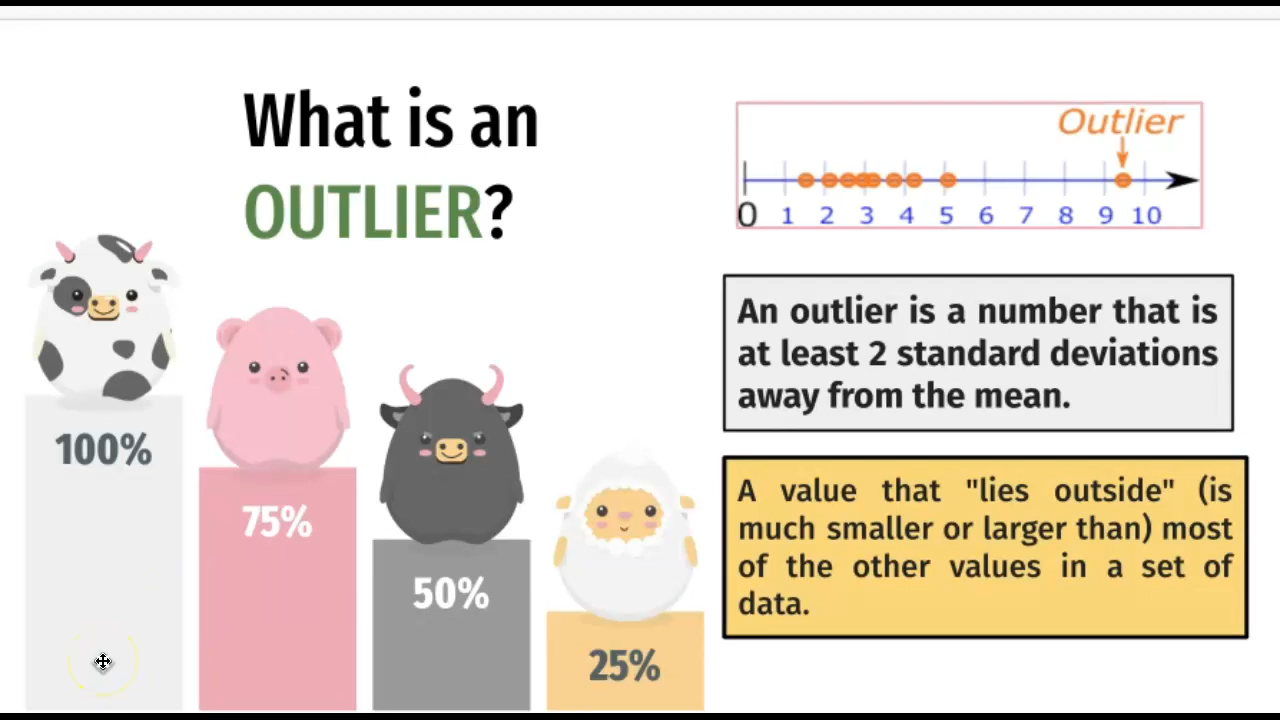 What is an
OUTLIER?
100%
75%
50%
25%
Outlier
0 1 2 3 4 5 6 7 8 9 10
An outlier is a number that is
at least 2 standard deviations
away from the mean.
A value that "lies outside" (is
much smaller or larger than) most
of the other values in a set of
data.